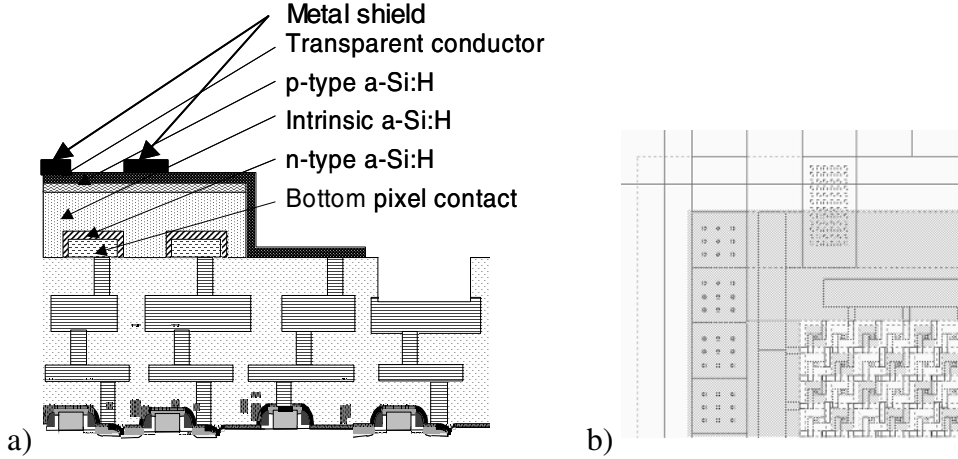 Metal shield
Transparent conductor
p-type a-Si:H
Intrinsic a-Si:H
n-type a-Si:H
Bottom pixel contact
a)
b)